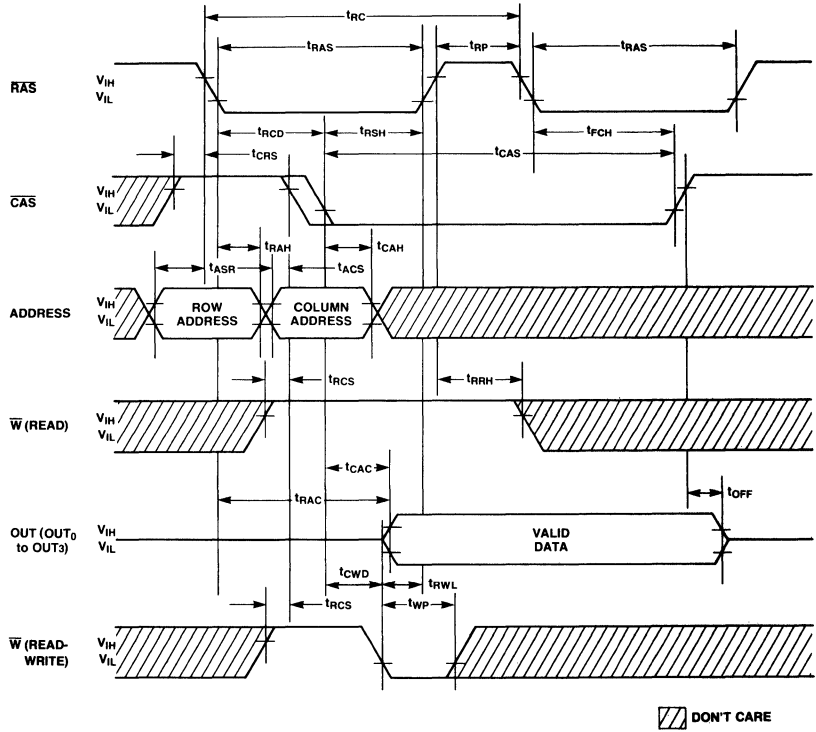 tRC
tRAS tRP tRAS
RAS VIH
VIL
tRCD tRSH tFCH
tCRS tCAS
CAS VIH
VIL
tRAH tCAH
tASR tACS
ADDRESS VIH
VIL
ROW ADDRESS
COLUMN ADDRESS
tRCS tRRH
W (READ) VIH
VIL
tCAC
tRAC tOFF
OUT (OUT0 to OUT3) VIH
VIL
VALID DATA
tCWD tRWL
tRCS tWP
W (READ-WRITE) VIH
VIL
DON'T CARE